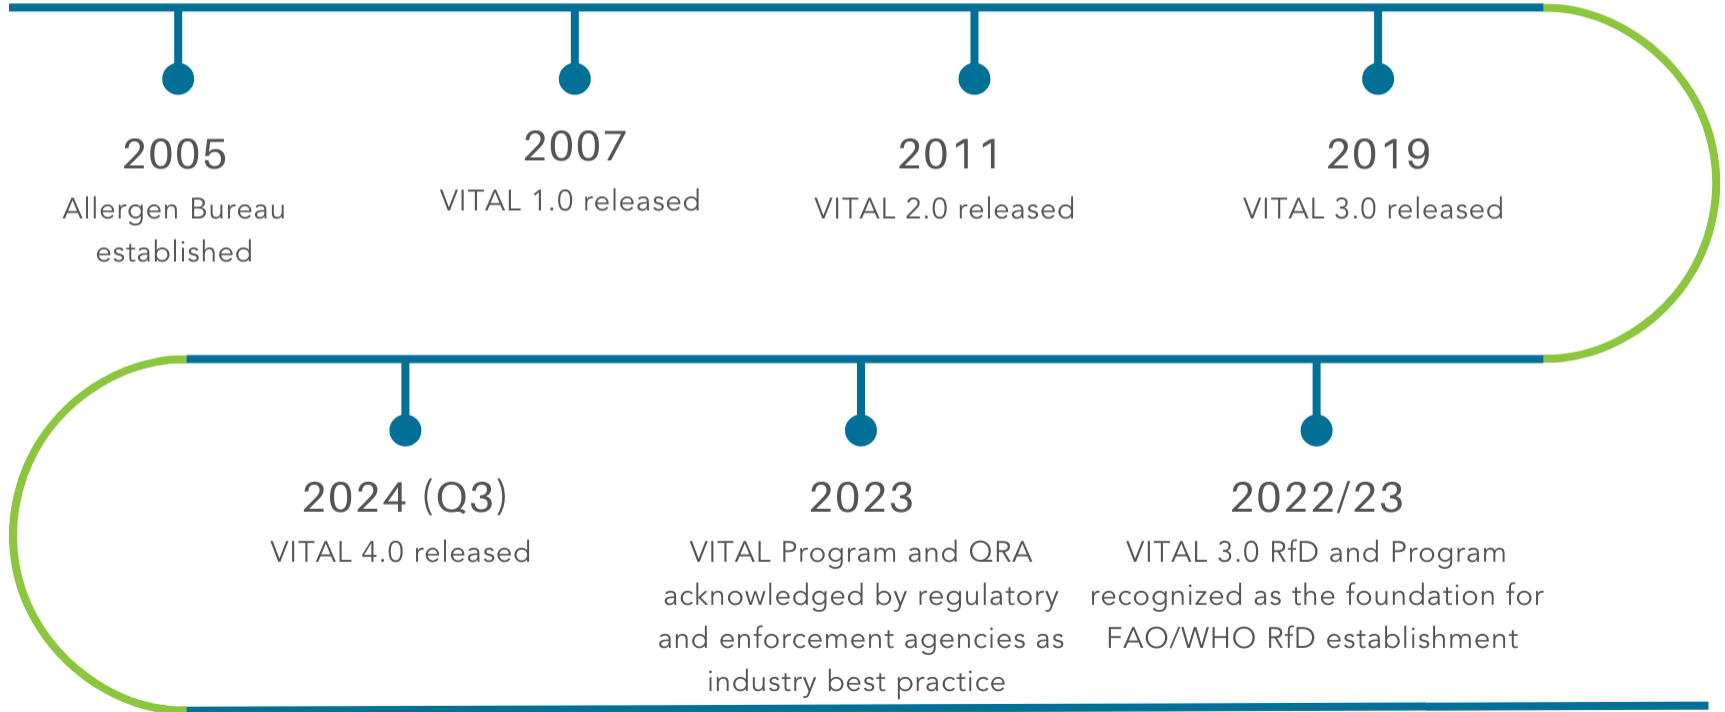 2005
Allergen Bureau
established
2007
VITAL 1.0 released
2011
VITAL 2.0 released
2019
VITAL 3.0 released
2022/23
VITAL 3.0 RfD and Program
recognized as the foundation for
FAO/WHO RfD establishment
2023
VITAL Program and QRA
acknowledged by regulatory
and enforcement agencies as
industry best practice
2024 (Q3)
VITAL 4.0 released